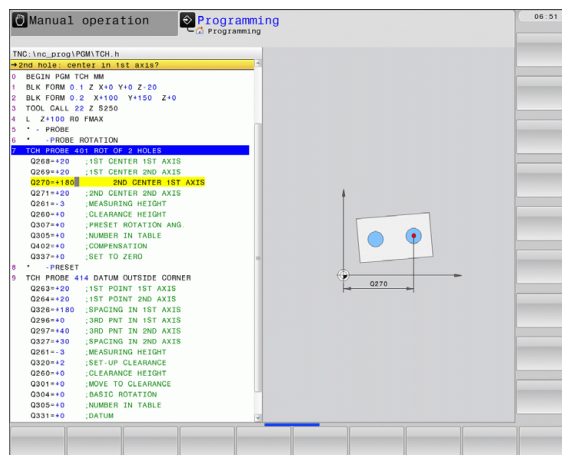 Manual operation
Programming
Programming
06:51
TNC:\nc_prog\PGM\TCH.h
→2nd hole: center in 1st axis?
0 BEGIN PGM TCH MM
1 BLK FORM 0.1 Z X+0 Y+0 Z-20
2 BLK FORM 0.2 X+100 Y+150 Z+0
3 TOOL CALL 22 Z S250
4 L Z+100 R0 FMAX
5 * - PROBE
6 * -PROBE ROTATION
7 TCH PROBE 401 ROT OF 2 HOLES
Q268=+20 ;1ST CENTER 1ST AXIS
Q269=+20 ;1ST CENTER 2ND AXIS
Q270=+180 2ND CENTER 1ST AXIS
Q271=+20 ;2ND CENTER 2ND AXIS
Q261=-3 ;MEASURING HEIGHT
Q260=+0 ;CLEARANCE HEIGHT
Q307=+0 ;PRESET ROTATION ANG.
Q305=+0 ;NUMBER IN TABLE
Q402=+0 ;COMPENSATION
Q337=+0 ;SET TO ZERO
8 * -PRESET
9 TCH PROBE 414 DATUM OUTSIDE CORNER
Q263=+20 ;1ST POINT 1ST AXIS
Q264=+20 ;1ST POINT 2ND AXIS
Q326=+180 ;SPACING IN 1ST AXIS
Q296=+0 ;3RD PNT IN 1ST AXIS
Q297=+40 ;3RD PNT IN 2ND AXIS
Q327=+30 ;SPACING IN 2ND AXIS
Q261=-3 ;MEASURING HEIGHT
Q320=+2 ;SET-UP CLEARANCE
Q260=+0 ;CLEARANCE HEIGHT
Q301=+0 ;MOVE TO CLEARANCE
Q304=+0 ;BASIC ROTATION
Q305=+0 ;NUMBER IN TABLE
Q331=+0 ;DATUM
Q270